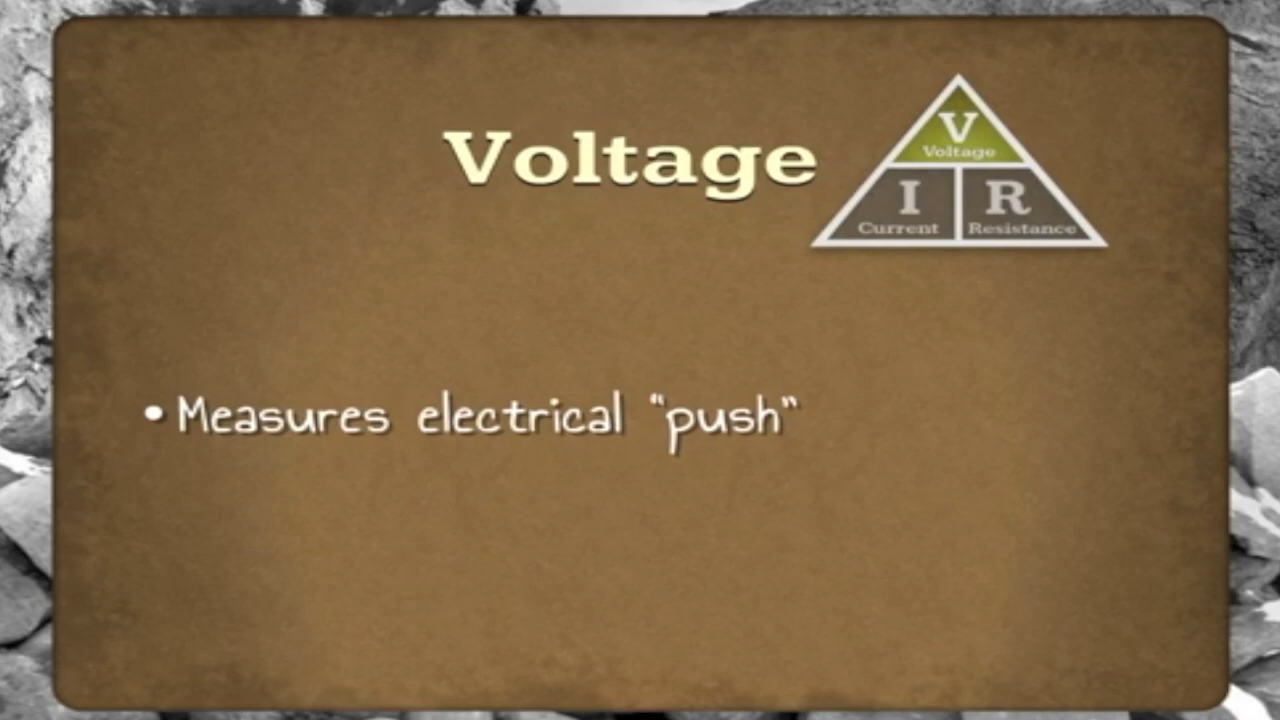 Voltage
V
Voltage
I
R
Current
Resistance
• Measures electrical "push"